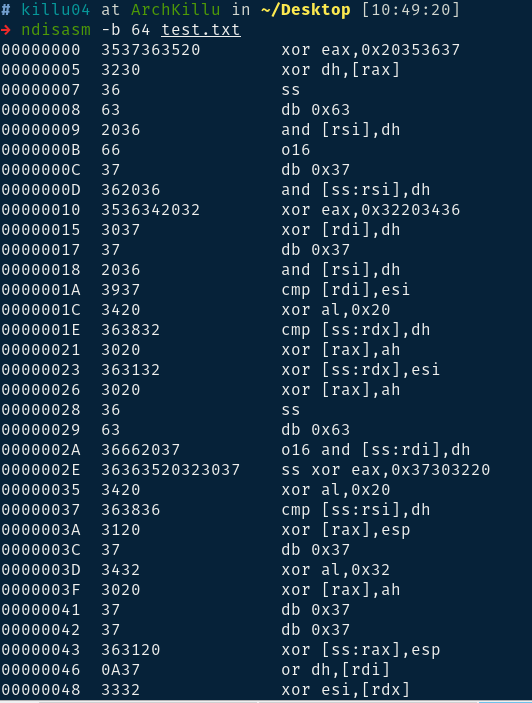 # killu04 at ArchKillu in ~/Desktop [10:49:20]
→ ndisasm -b 64 test.txt
00000000 3537363520 xor eax,0x20353637
00000005 3230 xor dh,[rax]
00000007 36 ss
00000008 63 db 0x63
00000009 2036 and [rsi],dh
0000000B 66 o16
0000000C 37 db 0x37
0000000D 362036 and [ss:rsi],dh
00000010 3536342032 xor eax,0x32203436
00000015 3037 xor [rdi],dh
00000017 37 db 0x37
00000018 2036 and [rsi],dh
0000001A 3937 cmp [rdi],esi
0000001C 3420 xor al,0x20
0000001E 363832 cmp [ss:rdx],dh
00000021 3020 xor [rax],ah
00000023 363132 xor [ss:rdx],esi
00000026 3020 xor [rax],ah
00000028 36 ss
00000029 63 db 0x63
0000002A 36662037 o16 and [ss:rdi],dh
0000002E 36363520323037 ss xor eax,0x37303220
00000035 3420 xor al,0x20
00000037 363836 cmp [ss:rsi],dh
0000003A 3120 xor [rax],esp
0000003C 37 db 0x37
0000003D 3432 xor al,0x32
0000003F 3020 xor [rax],ah
00000041 37 db 0x37
00000042 37 db 0x37
00000043 363120 xor [ss:rax],esp
00000046 0A37 or dh,[rdi]
00000048 3332 xor esi,[rdx]